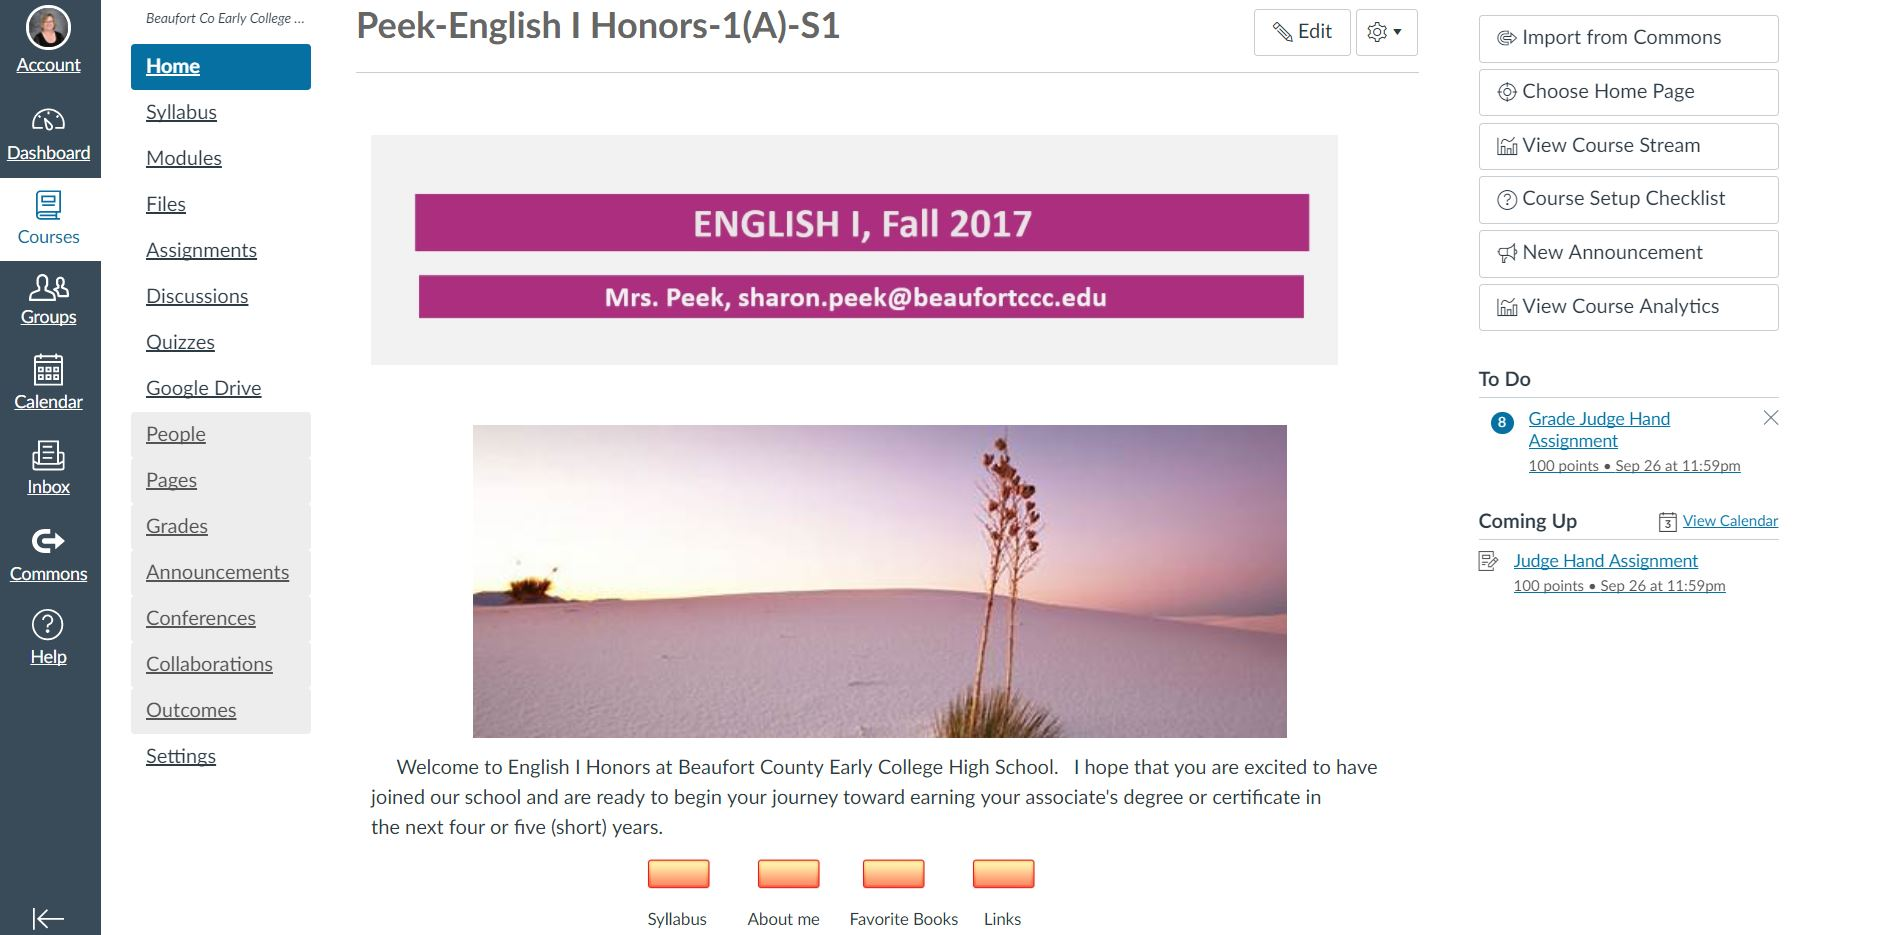 Account
Dashboard
Courses
Groups
Calendar
Inbox
Commons
Help
Beaufort Co Early College ...
Home
Syllabus
Modules
Files
Assignments
Discussions
Quizzes
Google Drive
People
Pages
Grades
Announcements
Conferences
Collaborations
Outcomes
Settings
Peek-English I Honors-1(A)-S1
Edit
ENGLISH I, Fall 2017
Mrs. Peek, sharon.peek@beaufortccc.edu
Welcome to English I Honors at Beaufort County Early College High School.   I hope that you are excited to have
joined our school and are ready to begin your journey toward earning your associate's degree or certificate in
the next four or five (short) years.
Syllabus About me Favorite Books Links
Import from Commons
Choose Home Page
View Course Stream
Course Setup Checklist
New Announcement
View Course Analytics
To Do
8 Grade Judge Hand
Assignment
100 points • Sep 26 at 11:59pm
Coming Up 3 View Calendar
Judge Hand Assignment
100 points • Sep 26 at 11:59pm